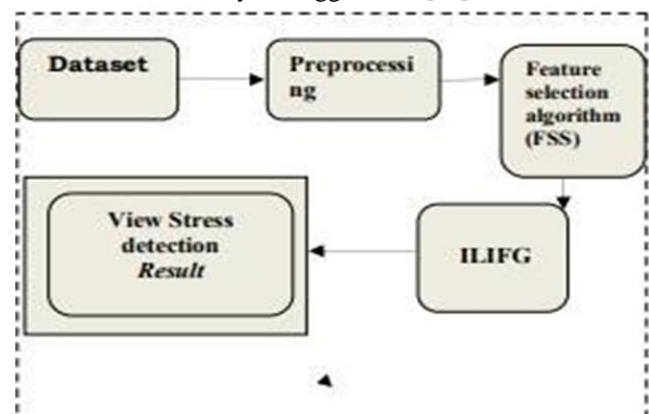 Dataset
Preprocessi
ng
Feature
selection
algorithm
(FSS)
View Stress
detection
Result
ILIFG